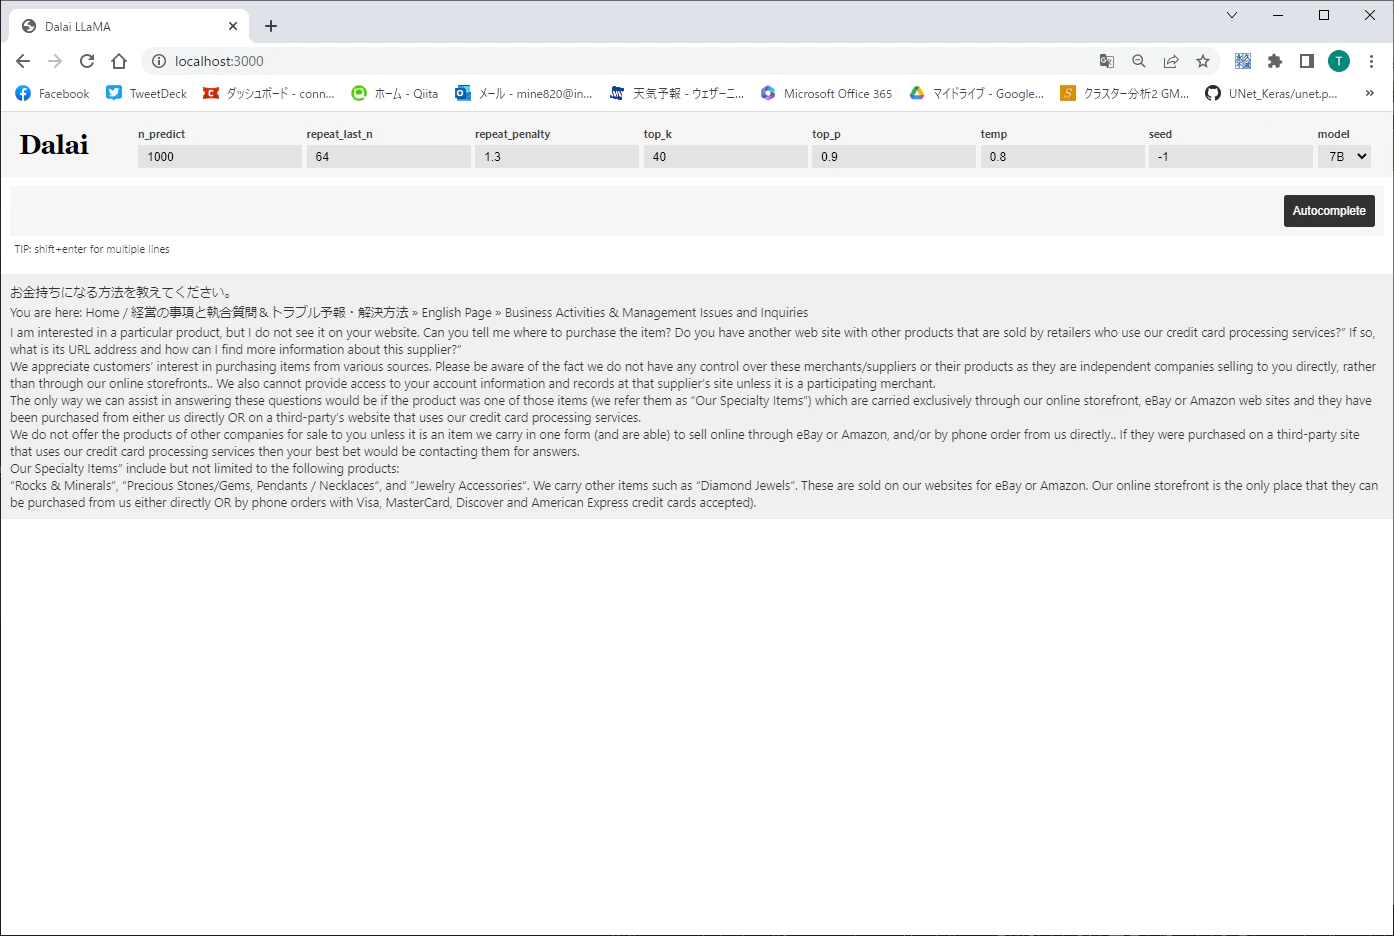 Dalai LLaMA
localhost:3000
T
Facebook
TweetDeck
ダッシュボード - conn...
ホーム - Qiita
メール - mine820@in...
天気予報 - ウェザーニ...
Microsoft Office 365
マイドライブ - Google...
S
クラスター分析2 GM...
UNet_Keras/unet.p...
»
Dalai
n_predict
repeat_last_n
repeat_penalty
top_k
top_p
temp
seed
model
1000
64
1.3
40
0.9
0.8
-1
7B
Autocomplete
TIP: shift+enter for multiple lines
お金持ちになる方法を教えてください。
You are here: Home / 経営の事項と執合質問＆トラブル予報・解決方法 » English Page » Business Activities & Management Issues and Inquiries
I am interested in a particular product, but I do not see it on your website. Can you tell me where to purchase the item? Do you have another web site with other products that are sold by retailers who use our credit card processing services?” If so,
what is its URL address and how can I find more information about this supplier?”
We appreciate customers’ interest in purchasing items from various sources. Please be aware of the fact we do not have any control over these merchants/suppliers or their products as they are independent companies selling to you directly, rather
than through our online storefronts.. We also cannot provide access to your account information and records at that supplier’s site unless it is a participating merchant.
The only way we can assist in answering these questions would be if the product was one of those items (we refer them as “Our Specialty Items”) which are carried exclusively through our online storefront, eBay or Amazon web sites and they have
been purchased from either us directly OR on a third-party’s website that uses our credit card processing services.
We do not offer the products of other companies for sale to you unless it is an item we carry in one form (and are able) to sell online through eBay or Amazon, and/or by phone order from us directly.. If they were purchased on a third-party site
that uses our credit card processing services then your best bet would be contacting them for answers.
Our Specialty Items” include but not limited to the following products:
“Rocks & Minerals”, “Precious Stones/Gems, Pendants / Necklaces”, and “Jewelry Accessories”. We carry other items such as “Diamond Jewels”. These are sold on our websites for eBay or Amazon. Our online storefront is the only place that they can
be purchased from us either directly OR by phone orders with Visa, MasterCard, Discover and American Express credit cards accepted).